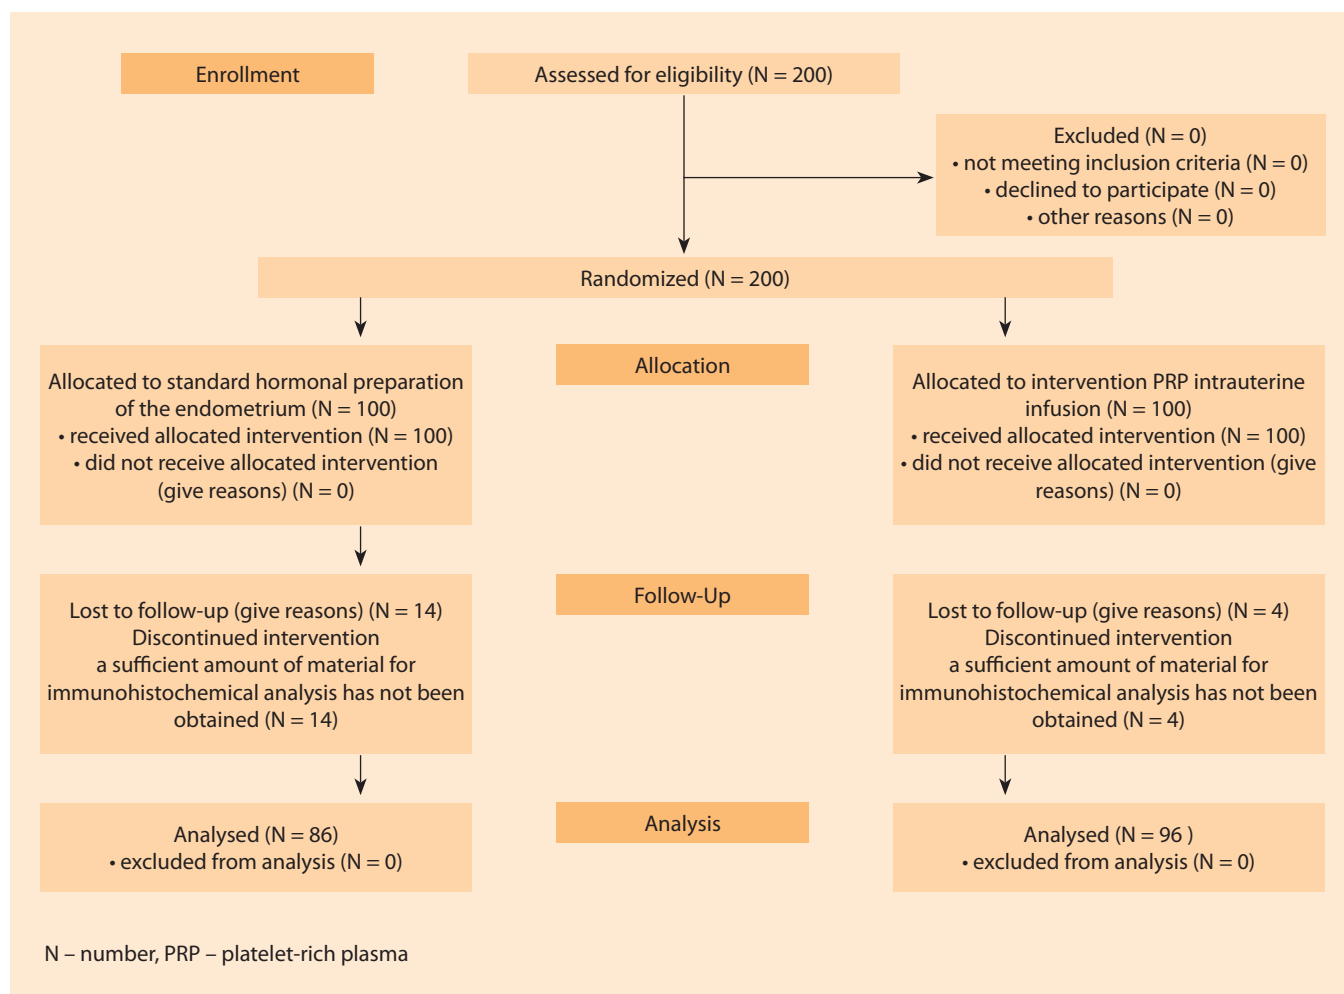 Enrollment
Assessed for eligibility (N = 200)
Excluded (N = 0)
• not meeting inclusion criteria (N = 0)
• declined to participate (N = 0)
• other reasons (N = 0)
Randomized (N = 200)
Allocation
Allocated to standard hormonal preparation
of the endometrium (N = 100)
• received allocated intervention (N = 100)
• did not receive allocated intervention
(give reasons) (N = 0)
Allocated to intervention PRP intrauterine
infusion (N = 100)
• received allocated intervention (N = 100)
• did not receive allocated intervention (give
reasons) (N = 0)
Follow-Up
Lost to follow-up (give reasons) (N = 14)
Discontinued intervention
a sufficient amount of material for
immunohistochemical analysis has not been
obtained (N = 14)
Lost to follow-up (give reasons) (N = 4)
Discontinued intervention
a sufficient amount of material for
immunohistochemical analysis has not been
obtained (N = 4)
Analysis
Analysed (N = 86)
• excluded from analysis (N = 0)
Analysed (N = 96 )
• excluded from analysis (N = 0)
N – number, PRP – platelet-rich plasma